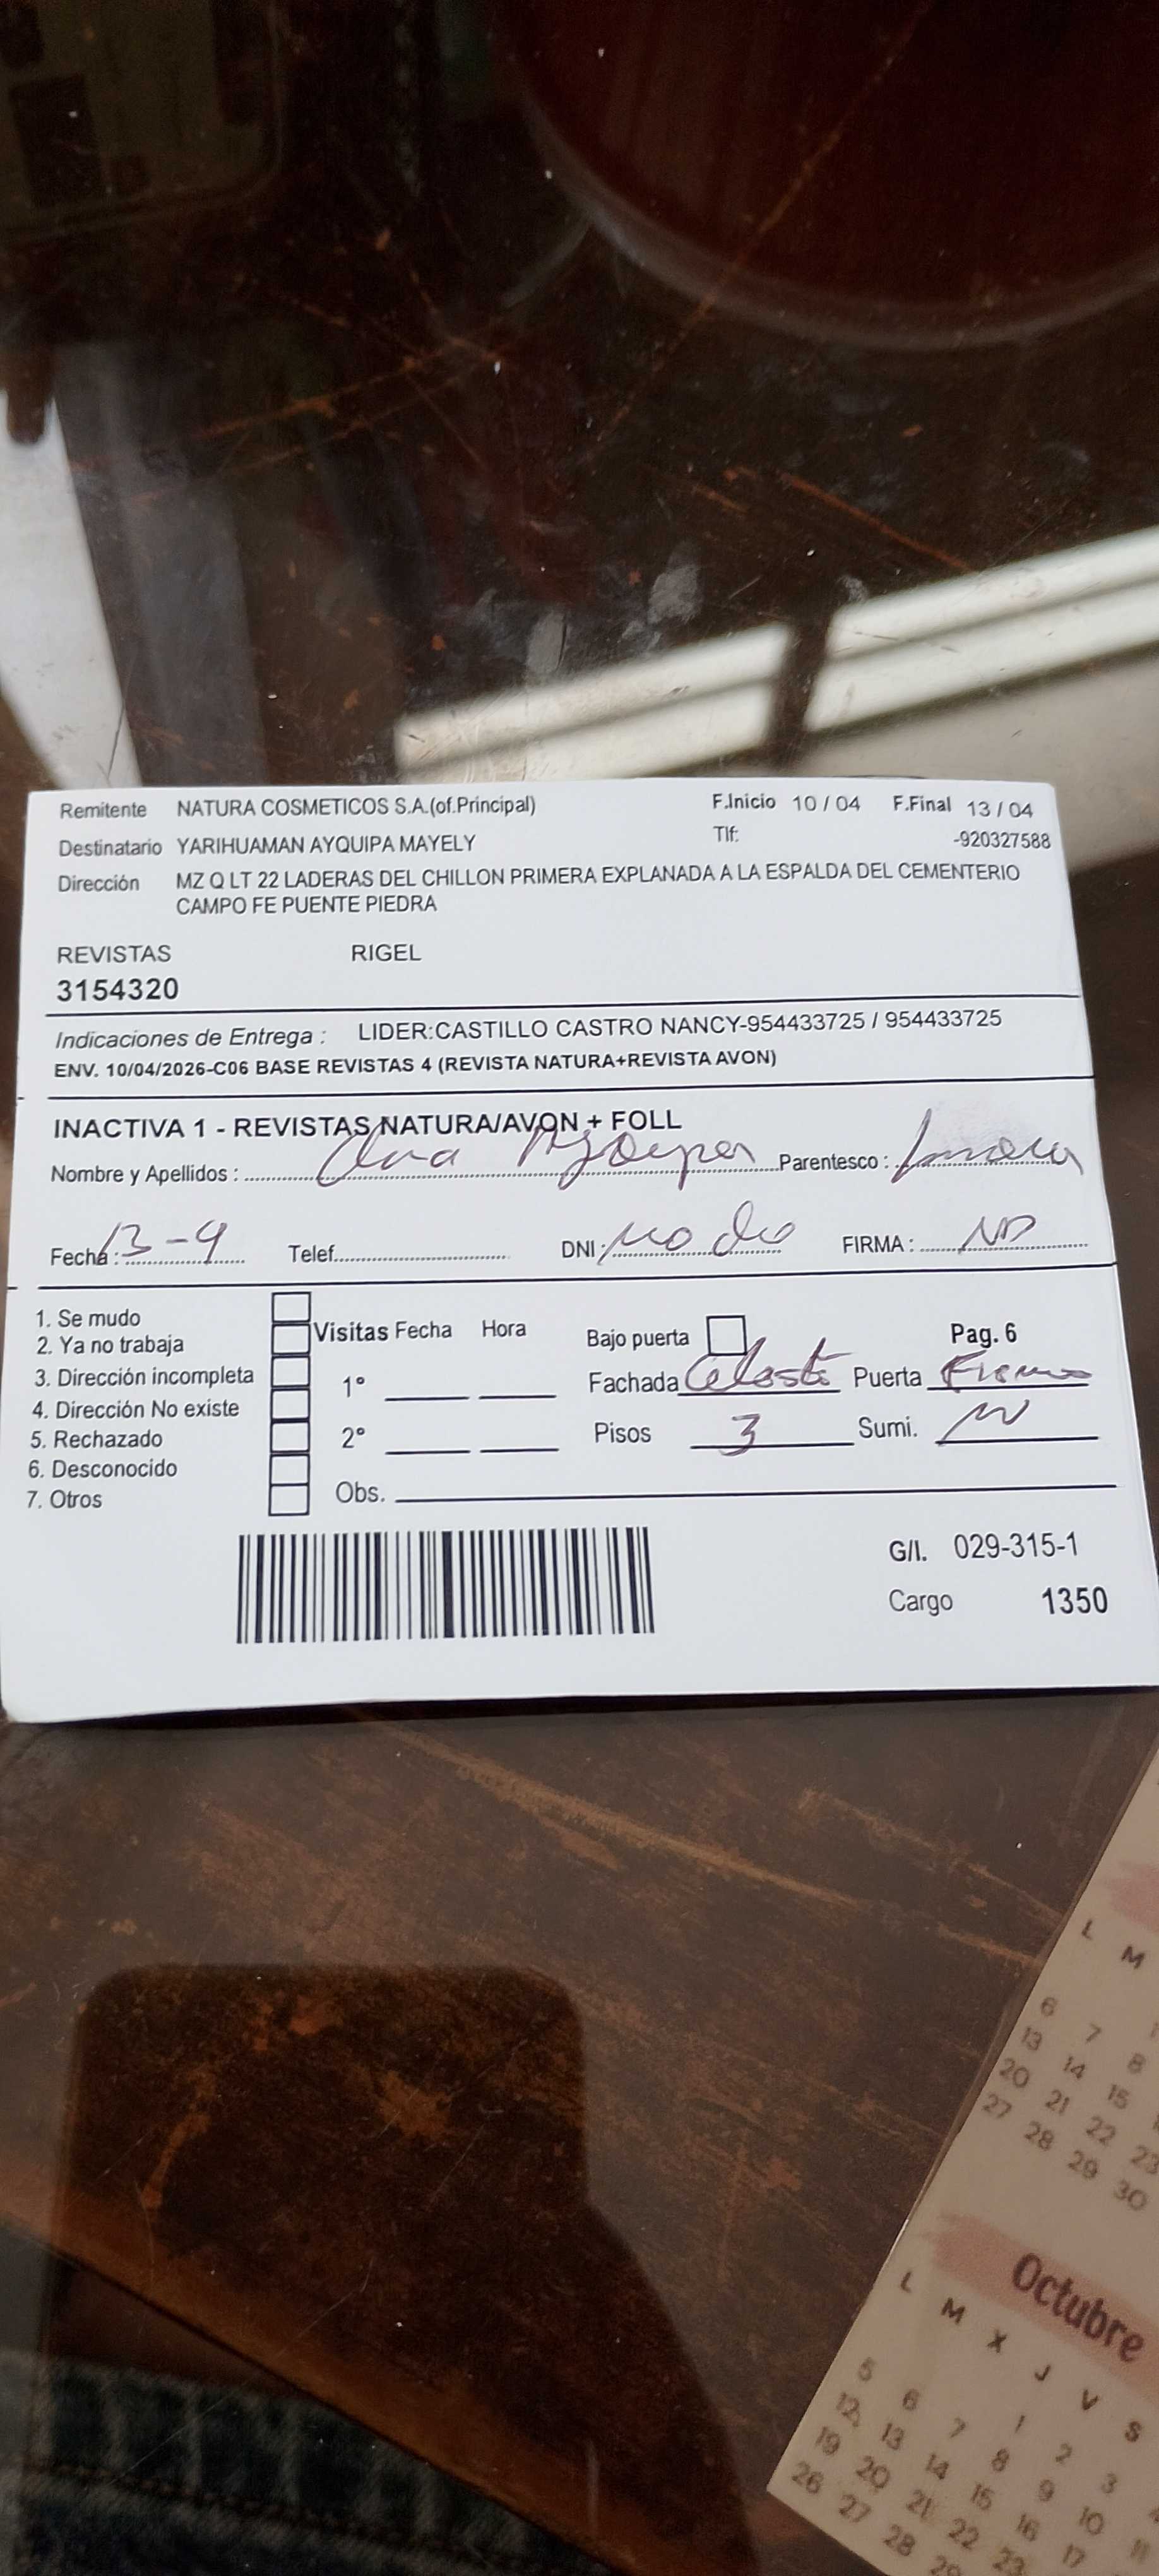 Remitente NATURA COSMETICOS S.A.(of.Principal) F.Inicio 10 / 04 F.Final 13 / 04
Destinatario YARIHUAMAN AYQUIPA MAYELY Tlf: -920327588
Dirección MZ Q LT 22 LADERAS DEL CHILLON PRIMERA EXPLANADA A LA ESPALDA DEL CEMENTERIO
CAMPO FE PUENTE PIEDRA
REVISTAS RIGEL
3154320
Indicaciones de Entrega : LIDER:CASTILLO CASTRO NANCY-954433725 / 954433725
ENV. 10/04/2026-C06 BASE REVISTAS 4 (REVISTA NATURA+REVISTA AVON)
INACTIVA 1 - REVISTAS NATURA/AVON + FOLL
Nombre y Apellidos : Ana Parentesco :
Fecha : 13-4 Telef. DNI : no dio FIRMA :
1. Se mudo
2. Ya no trabaja
3. Dirección incompleta
4. Dirección No existe
5. Rechazado
6. Desconocido
7. Otros
Visitas Fecha Hora
1°
2°
Obs.
Bajo puerta Pag. 6
Fachada Celeste Puerta
Pisos 3 Sumi.
G/I. 029-315-1
Cargo 1350
L M
6 7 8
13 14 15
20 21 22 23
27 28 29 30
Octubre
L M X J V S
1 2 3
5 6 7 8 9 10
12 13 14 15 16 17
19 20 21 22 23
26 27 28 29